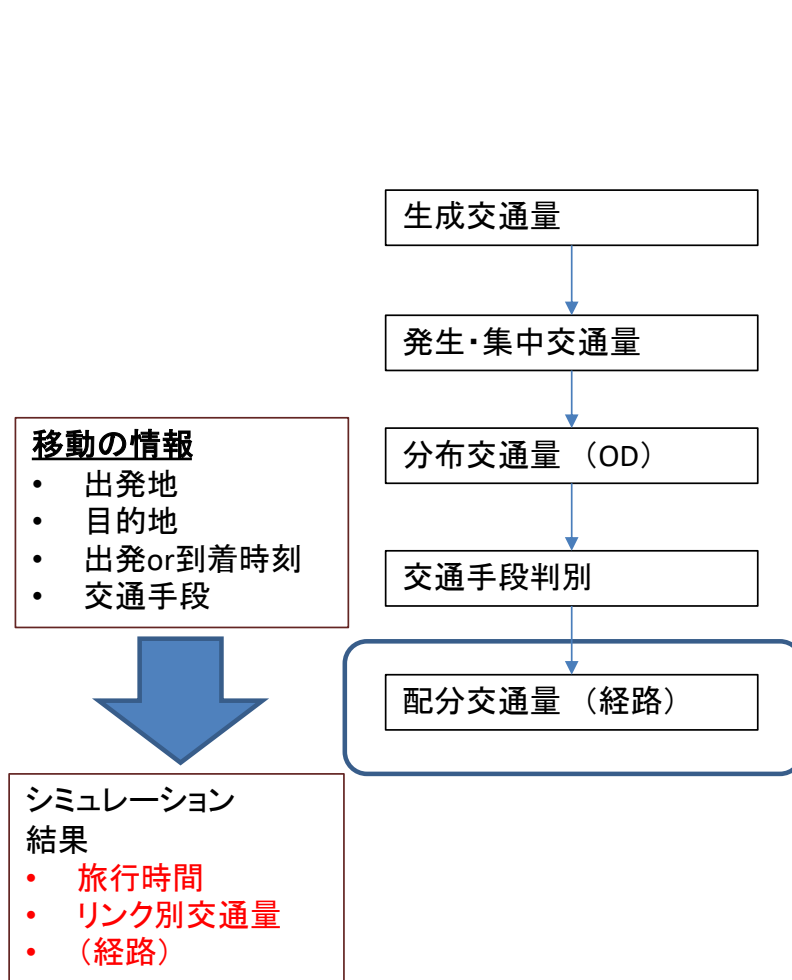 生成交通量
発生・集中交通量
分布交通量 （OD）
交通手段判別
配分交通量 （経路）
移動の情報
• 出発地
• 目的地
• 出発or到着時刻
• 交通手段
シミュレーション
結果
• 旅行時間
• リンク別交通量
• （経路）